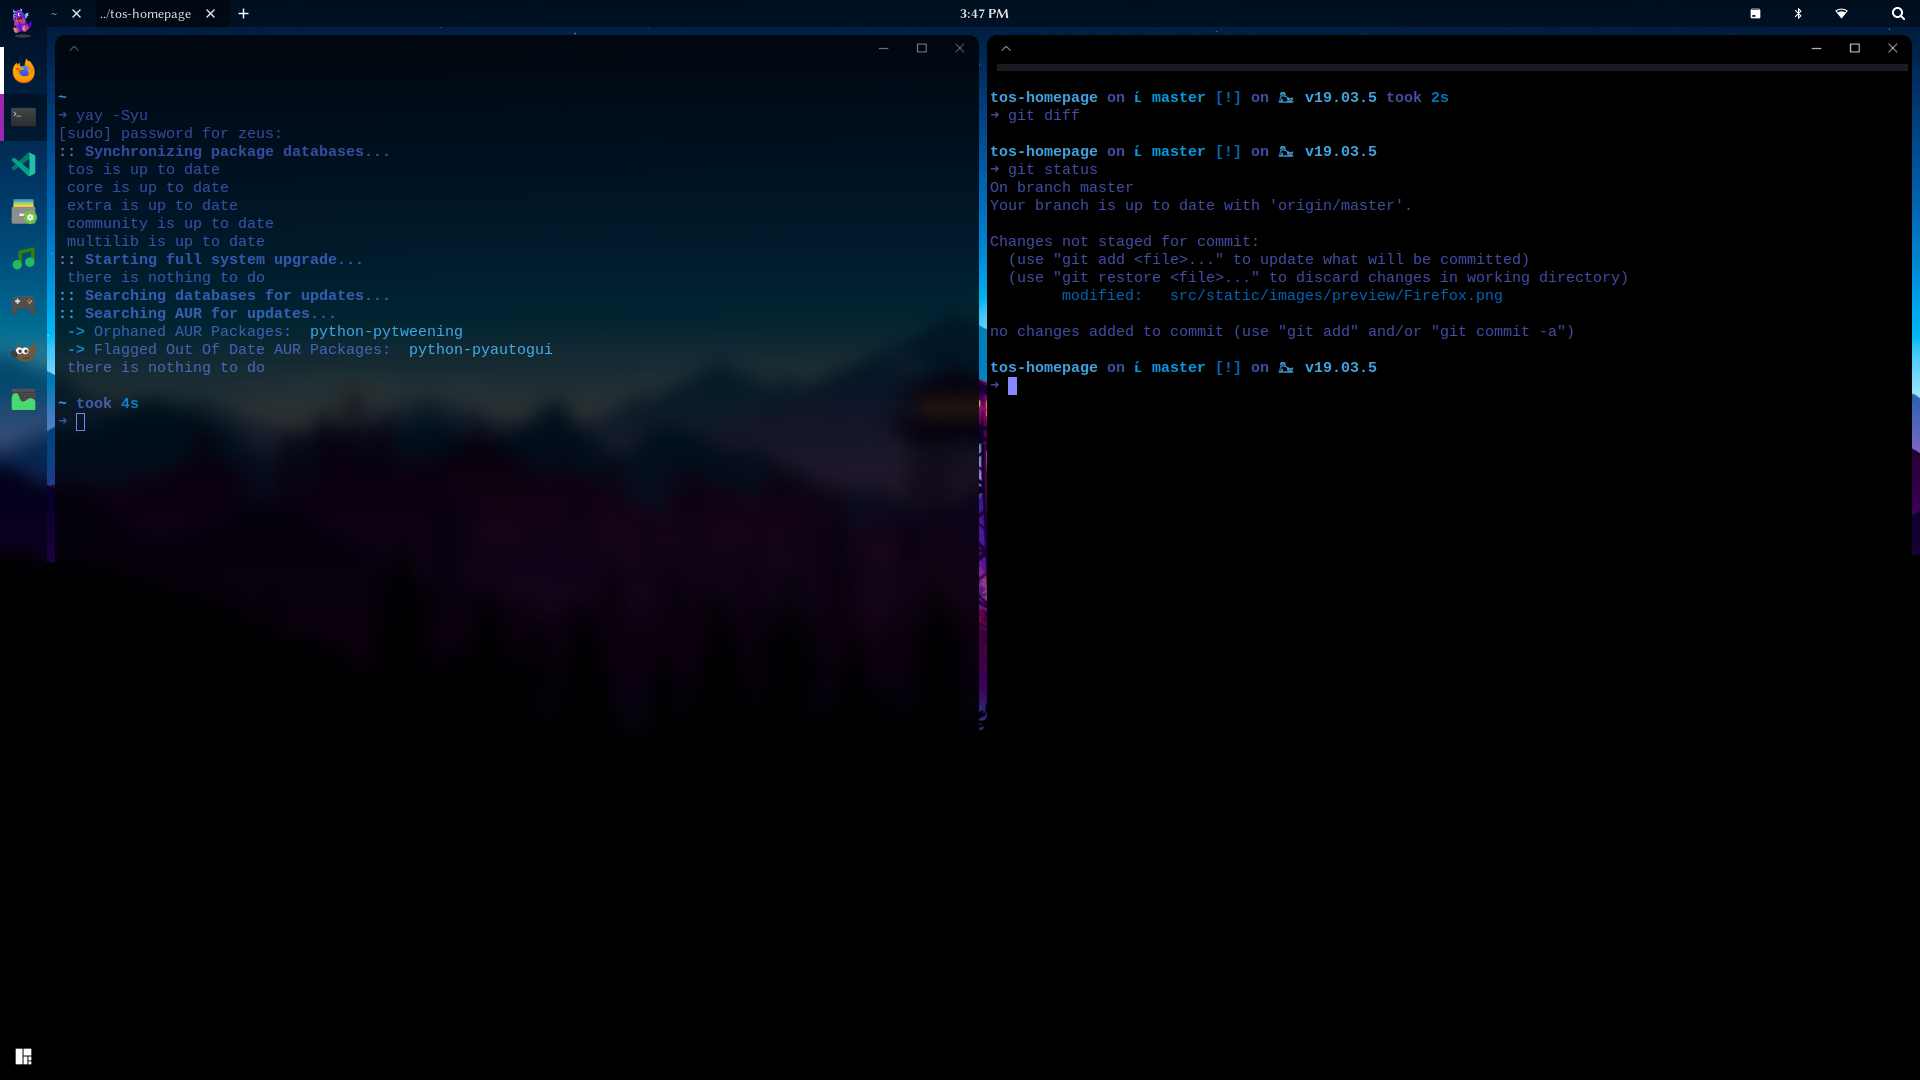 ~
../tos-homepage
3:47 PM
~
➜ yay -Syu
[sudo] password for zeus:
:: Synchronizing package databases...
tos is up to date
core is up to date
extra is up to date
community is up to date
multilib is up to date
:: Starting full system upgrade...
there is nothing to do
:: Searching databases for updates...
:: Searching AUR for updates...
-> Orphaned AUR Packages:  python-pytweening
-> Flagged Out Of Date AUR Packages:  python-pyautogui
there is nothing to do
~ took 4s
➜
tos-homepage on master [!] on v19.03.5 took 2s
➜ git diff
tos-homepage on master [!] on v19.03.5
➜ git status
On branch master
Your branch is up to date with 'origin/master'.
Changes not staged for commit:
(use "git add <file>..." to update what will be committed)
(use "git restore <file>..." to discard changes in working directory)
modified:   src/static/images/preview/Firefox.png
no changes added to commit (use "git add" and/or "git commit -a")
tos-homepage on master [!] on v19.03.5
➜